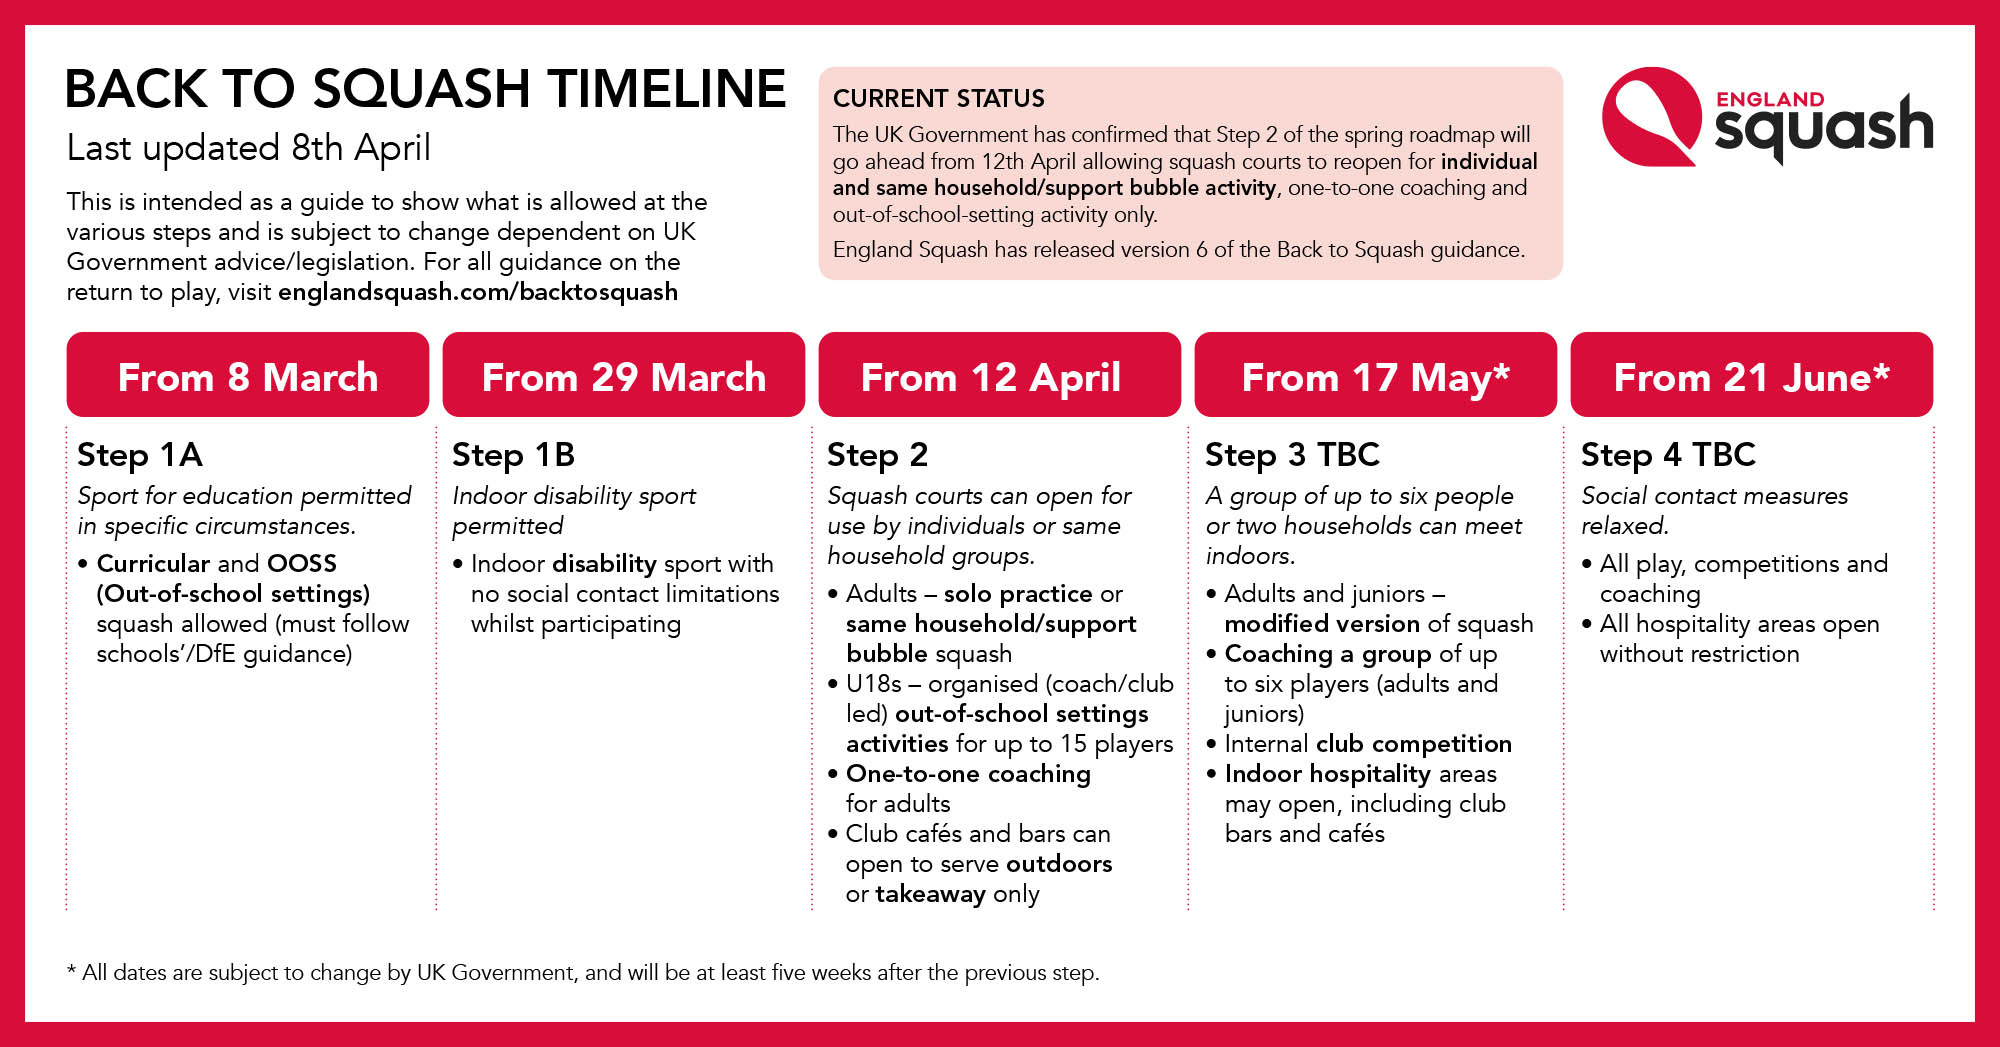 BACK TO SQUASH TIMELINE
Last updated 8th April
This is intended as a guide to show what is allowed at the
various steps and is subject to change dependent on UK
Government advice/legislation. For all guidance on the
return to play, visit englandsquash.com/backtosquash
CURRENT STATUS
The UK Government has confirmed that Step 2 of the spring roadmap will
go ahead from 12th April allowing squash courts to reopen for individual
and same household/support bubble activity, one-to-one coaching and
out-of-school-setting activity only.
England Squash has released version 6 of the Back to Squash guidance.
ENGLAND
squash
From 8 March
Step 1A
Sport for education permitted
in specific circumstances.
• Curricular and OOSS
(Out-of-school settings)
squash allowed (must follow
schools’/DfE guidance)
From 29 March
Step 1B
Indoor disability sport
permitted
• Indoor disability sport with
no social contact limitations
whilst participating
From 12 April
Step 2
Squash courts can open for
use by individuals or same
household groups.
• Adults – solo practice or
same household/support
bubble squash
• U18s – organised (coach/club
led) out-of-school settings
activities for up to 15 players
• One-to-one coaching
for adults
• Club cafés and bars can
open to serve outdoors
or takeaway only
From 17 May*
Step 3 TBC
A group of up to six people
or two households can meet
indoors.
• Adults and juniors –
modified version of squash
• Coaching a group of up
to six players (adults and
juniors)
• Internal club competition
• Indoor hospitality areas
may open, including club
bars and cafés
From 21 June*
Step 4 TBC
Social contact measures
relaxed.
• All play, competitions and
coaching
• All hospitality areas open
without restriction
* All dates are subject to change by UK Government, and will be at least five weeks after the previous step.